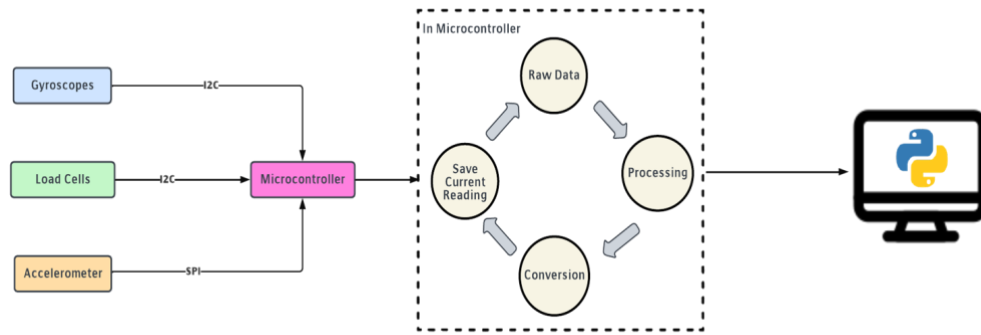 In Microcontroller
Raw Data
Gyroscopes
I2C
Load Cells
I2C
Microcontroller
Save
Current
Reading
Processing
Accelerometer
SPI
Conversion